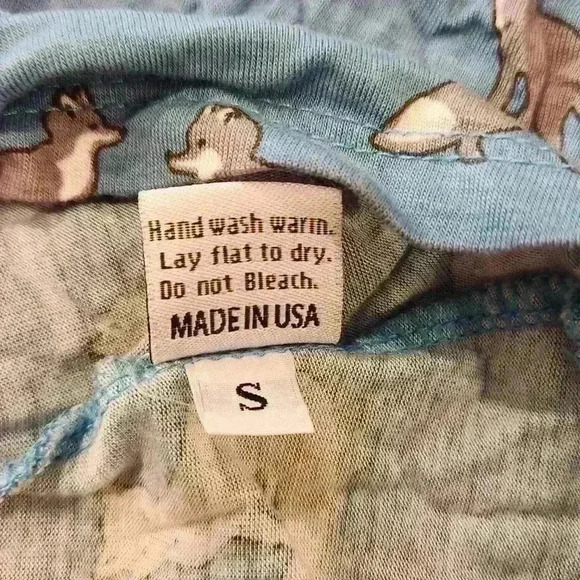 Hand wash warm.
Lay flat to dry.
Do not Bleach.
MADE IN USA
S